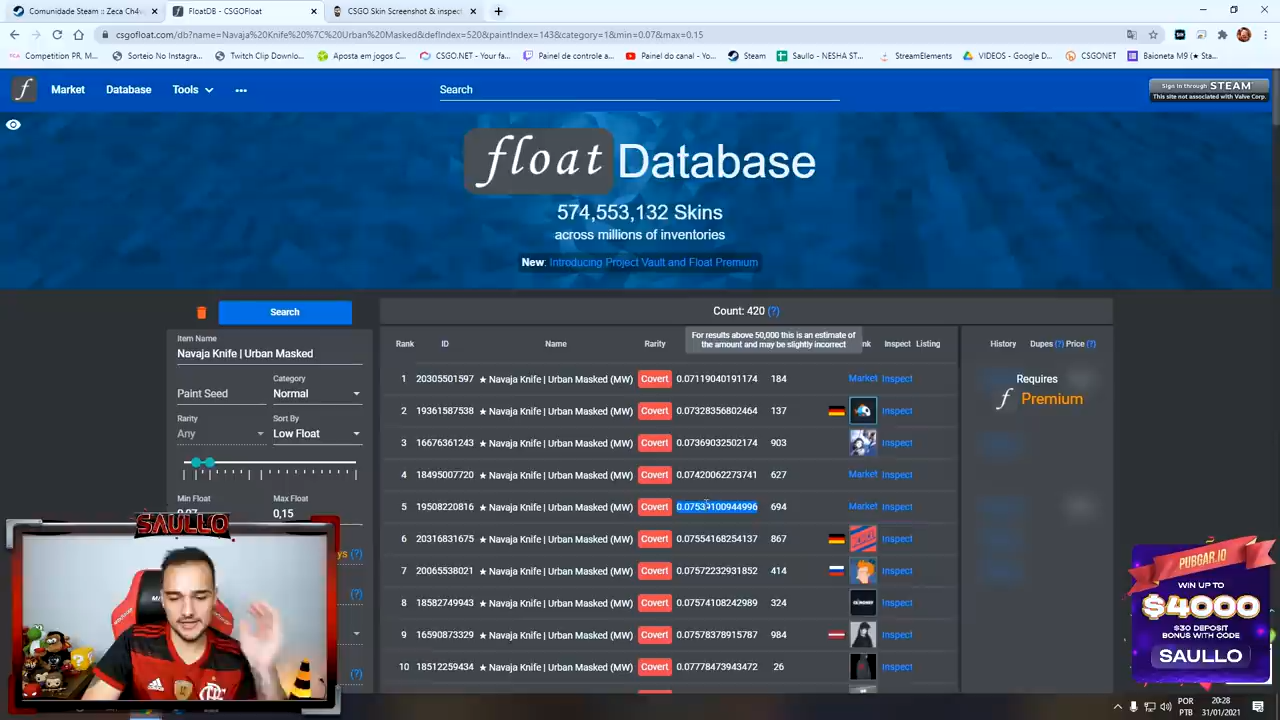 Comunidade Steam :: Zeca Ch4v
FloatDB - CSGOFloat
CSGO Skin Screenshot & inspect
csgofloat.com/db?name=Navaja%20Knife%20%7C%20Urban%20Masked&defIndex=520&paintIndex=143&category=1&min=0.07&max=0.15
Competition PR, M...
Sorteio No Instagra...
Twitch Clip Downlo...
Aposta em jogos C...
CSGO.NET - Your fa...
Painel de controle a...
Painel do canal - Yo...
Steam
Saullo - NESHA ST...
StreamElements
VIDEOS - Google D...
CSGONET
Baioneta M9 (★ Sta...
f
Market
Database
Tools
Search
Sign in through STEAM
This site not associated with Valve Corp.
float Database
574,553,132 Skins
across millions of inventories
New: Introducing Project Vault and Float Premium
Search
Count: 420 (?)
For results above 50,000 this is an estimate of
the amount and may be slightly incorrect
Item Name
Navaja Knife | Urban Masked
Paint Seed
Category
Normal
Rarity
Any
Sort By
Low Float
Min Float
Max Float
0,15
Rank ID Name Rarity nk Inspect Listing
1 20305501597 ★ Navaja Knife | Urban Masked (MW) Covert 0.07119040191174 184 Market Inspect
2 19361587538 ★ Navaja Knife | Urban Masked (MW) Covert 0.07328356802464 137 Inspect
3 16676361243 ★ Navaja Knife | Urban Masked (MW) Covert 0.07369032502174 903 Inspect
4 18495007720 ★ Navaja Knife | Urban Masked (MW) Covert 0.07420062273741 627 Market Inspect
5 19508220816 ★ Navaja Knife | Urban Masked (MW) Covert 694 Market Inspect
6 20316831675 ★ Navaja Knife | Urban Masked (MW) Covert 0.07554168254137 867 Inspect
7 20065538021 ★ Navaja Knife | Urban Masked (MW) Covert 0.07572232931852 414 Inspect
8 18582749943 ★ Navaja Knife | Urban Masked (MW) Covert 0.07574108242989 324 Inspect
9 16590873329 ★ Navaja Knife | Urban Masked (MW) Covert 0.07578378915787 984 Inspect
10 18512259434 ★ Navaja Knife | Urban Masked (MW) Covert 0.07778473943472 26 Inspect
History Dupes (?) Price (?)
Requires
f Premium
(?)
(?)
(?)
SAULLO
PUBGAR.IO
WIN UP TO
$4000
$30 DEPOSIT
BONUS WITH CODE
SAULLO
POR
PTB
20:28
31/01/2021